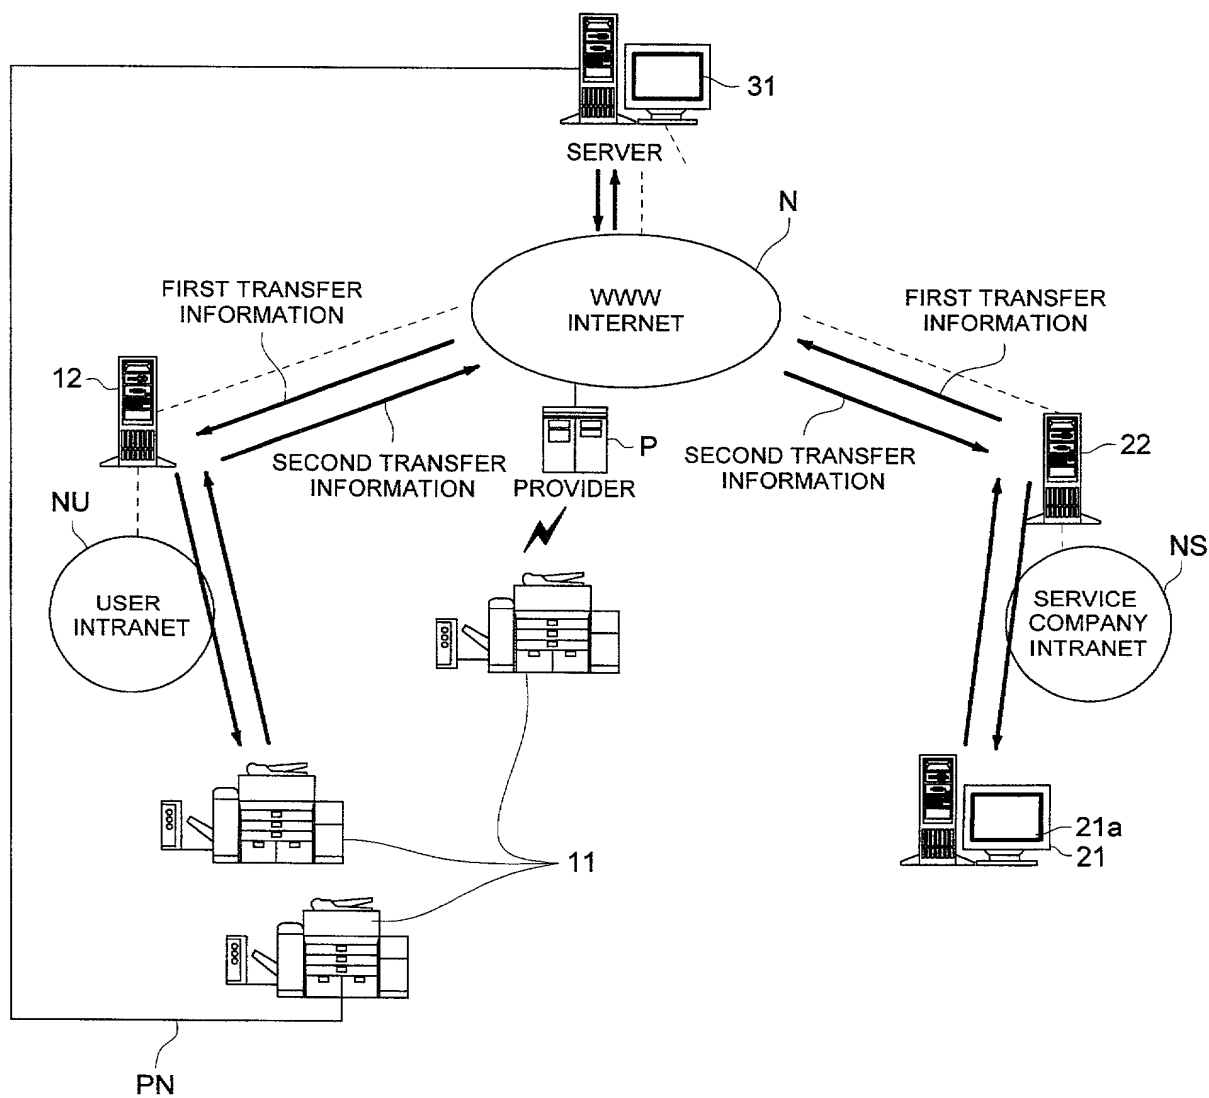 31
SERVER
N
WWW
INTERNET
FIRST TRANSFER
INFORMATION
FIRST TRANSFER
INFORMATION
12
SECOND TRANSFER
INFORMATION
P
PROVIDER
SECOND TRANSFER
INFORMATION
22
NU
USER
INTRANET
NS
SERVICE
COMPANY
INTRANET
11
21a
21
PN